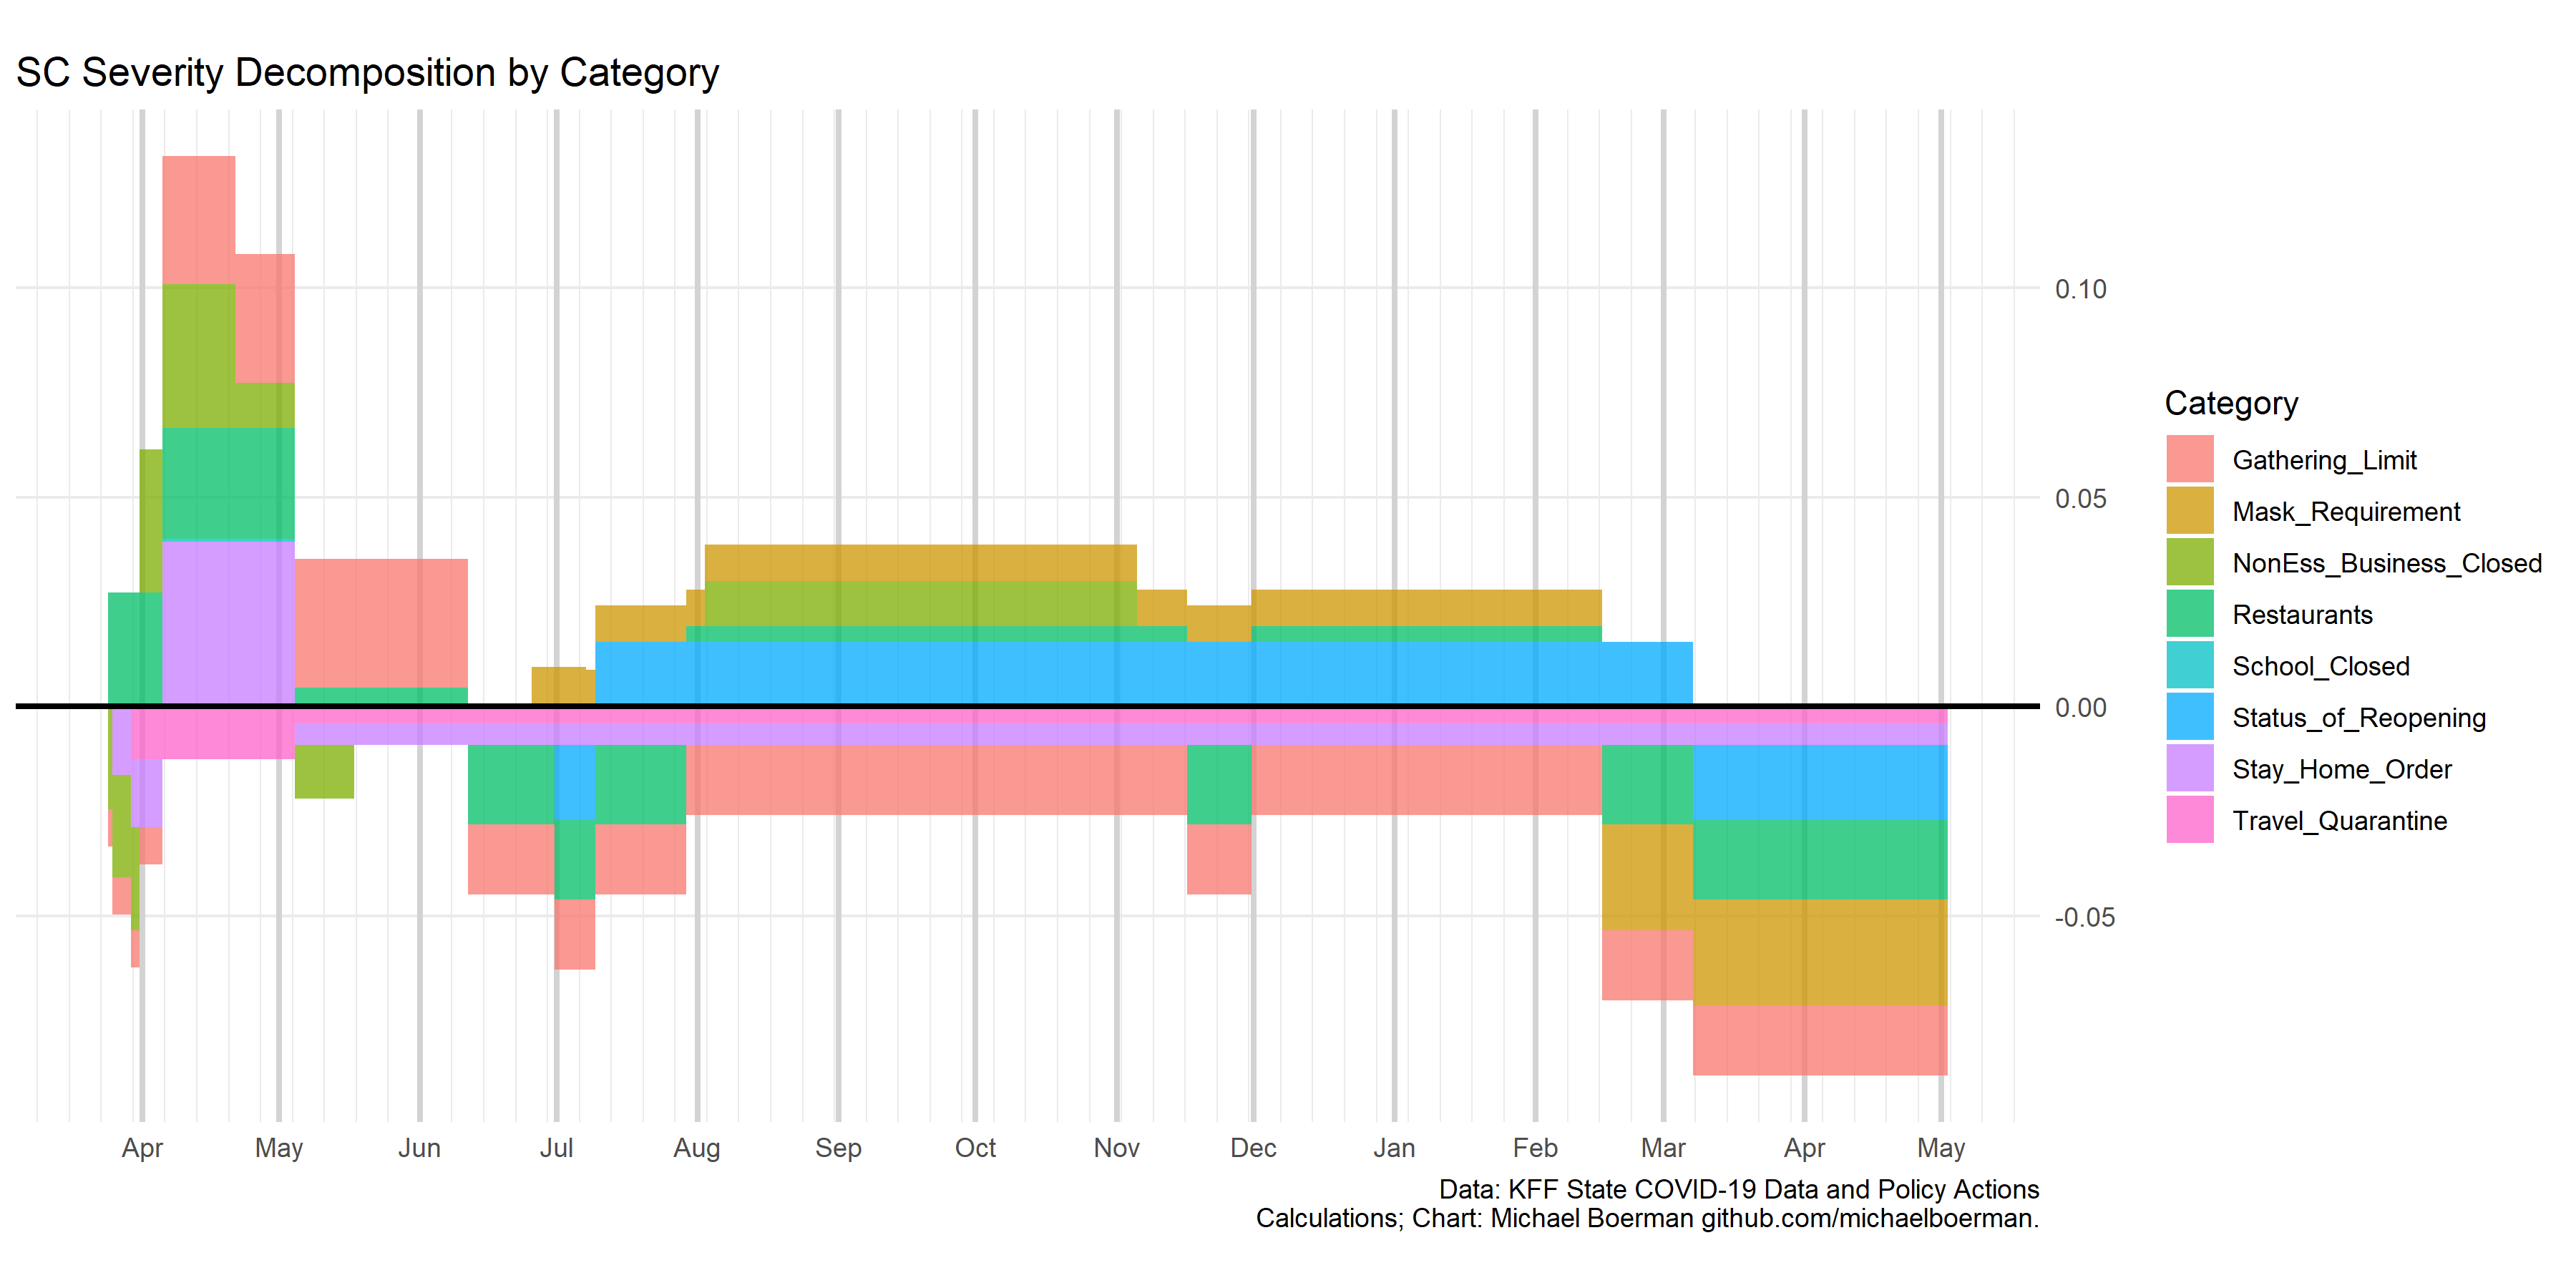 SC Severity Decomposition by Category
0.10
0.05
0.00
-0.05
Apr May Jun Jul Aug Sep Oct Nov Dec Jan Feb Mar Apr May
Category
Gathering_Limit
Mask_Requirement
NonEss_Business_Closed
Restaurants
School_Closed
Status_of_Reopening
Stay_Home_Order
Travel_Quarantine
Data: KFF State COVID-19 Data and Policy Actions
Calculations; Chart: Michael Boerman github.com/michaelboerman.